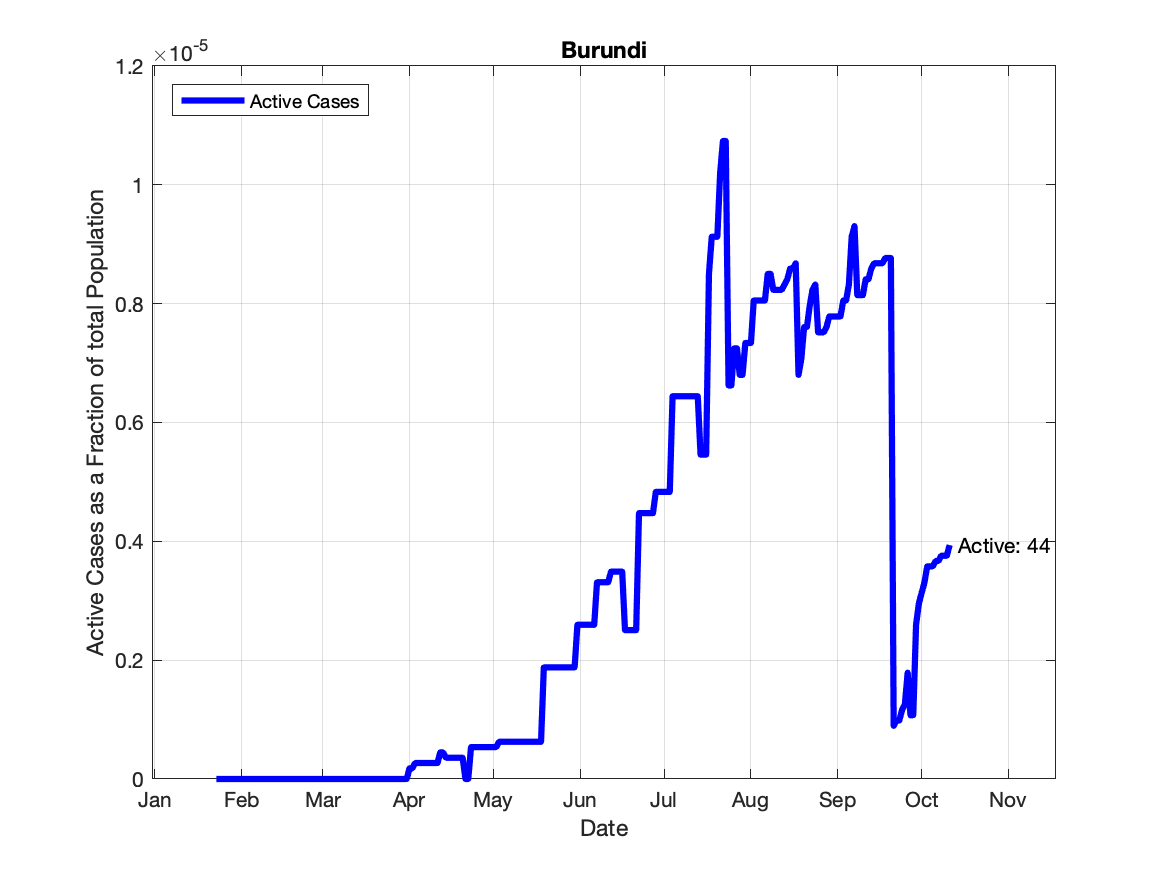 Burundi
×10-5
1.2
1
0.8
0.6
0.4
0.2
0
Active Cases as a Fraction of total Population
Active Cases
Active: 44
Jan Feb Mar Apr May Jun Jul Aug Sep Oct Nov
Date